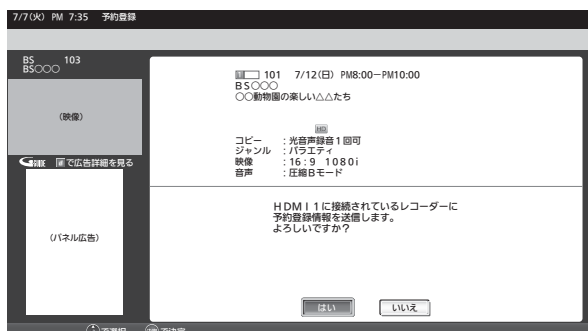 7/7(火) PM 7:35 予約登録
BS 103
BS○○○
(映像)
Gガイド で広告詳細を見る
(パネル広告)
101 7/12(日) PM8:00−PM10:00
BS○○○
○○動物園の楽しい△△たち
HD
コピー :光音声録音1回可
ジャンル :バラエティ
映像 :16:9 1080i
音声 :圧縮Bモード
HDMI1に接続されているレコーダーに
予約登録情報を送信します。
よろしいですか?
はい いいえ